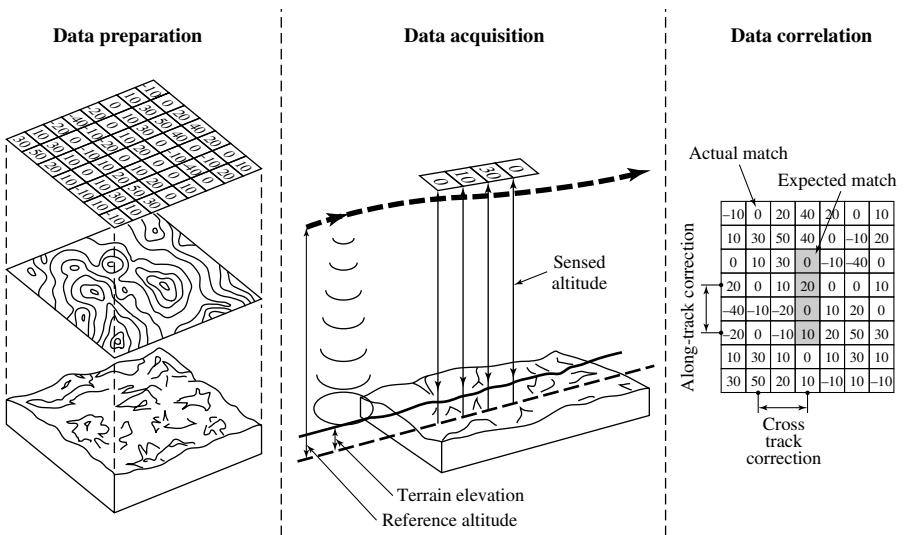 Data preparation
Data acquisition
Data correlation
0 10 30 0
Sensed
altitude
Terrain elevation
Reference altitude
Actual match
Expected match
Along-track correction
–10 0 20 40 20 0 10
10 30 50 40 0 –10 20
0 10 30 0 –10 –40 0
20 0 10 20 0 0 10
–40 –10 –20 0 10 20 0
–20 0 –10 10 20 50 30
10 30 10 0 10 30 10
30 50 20 10 –10 10 –10
Cross
track
correction